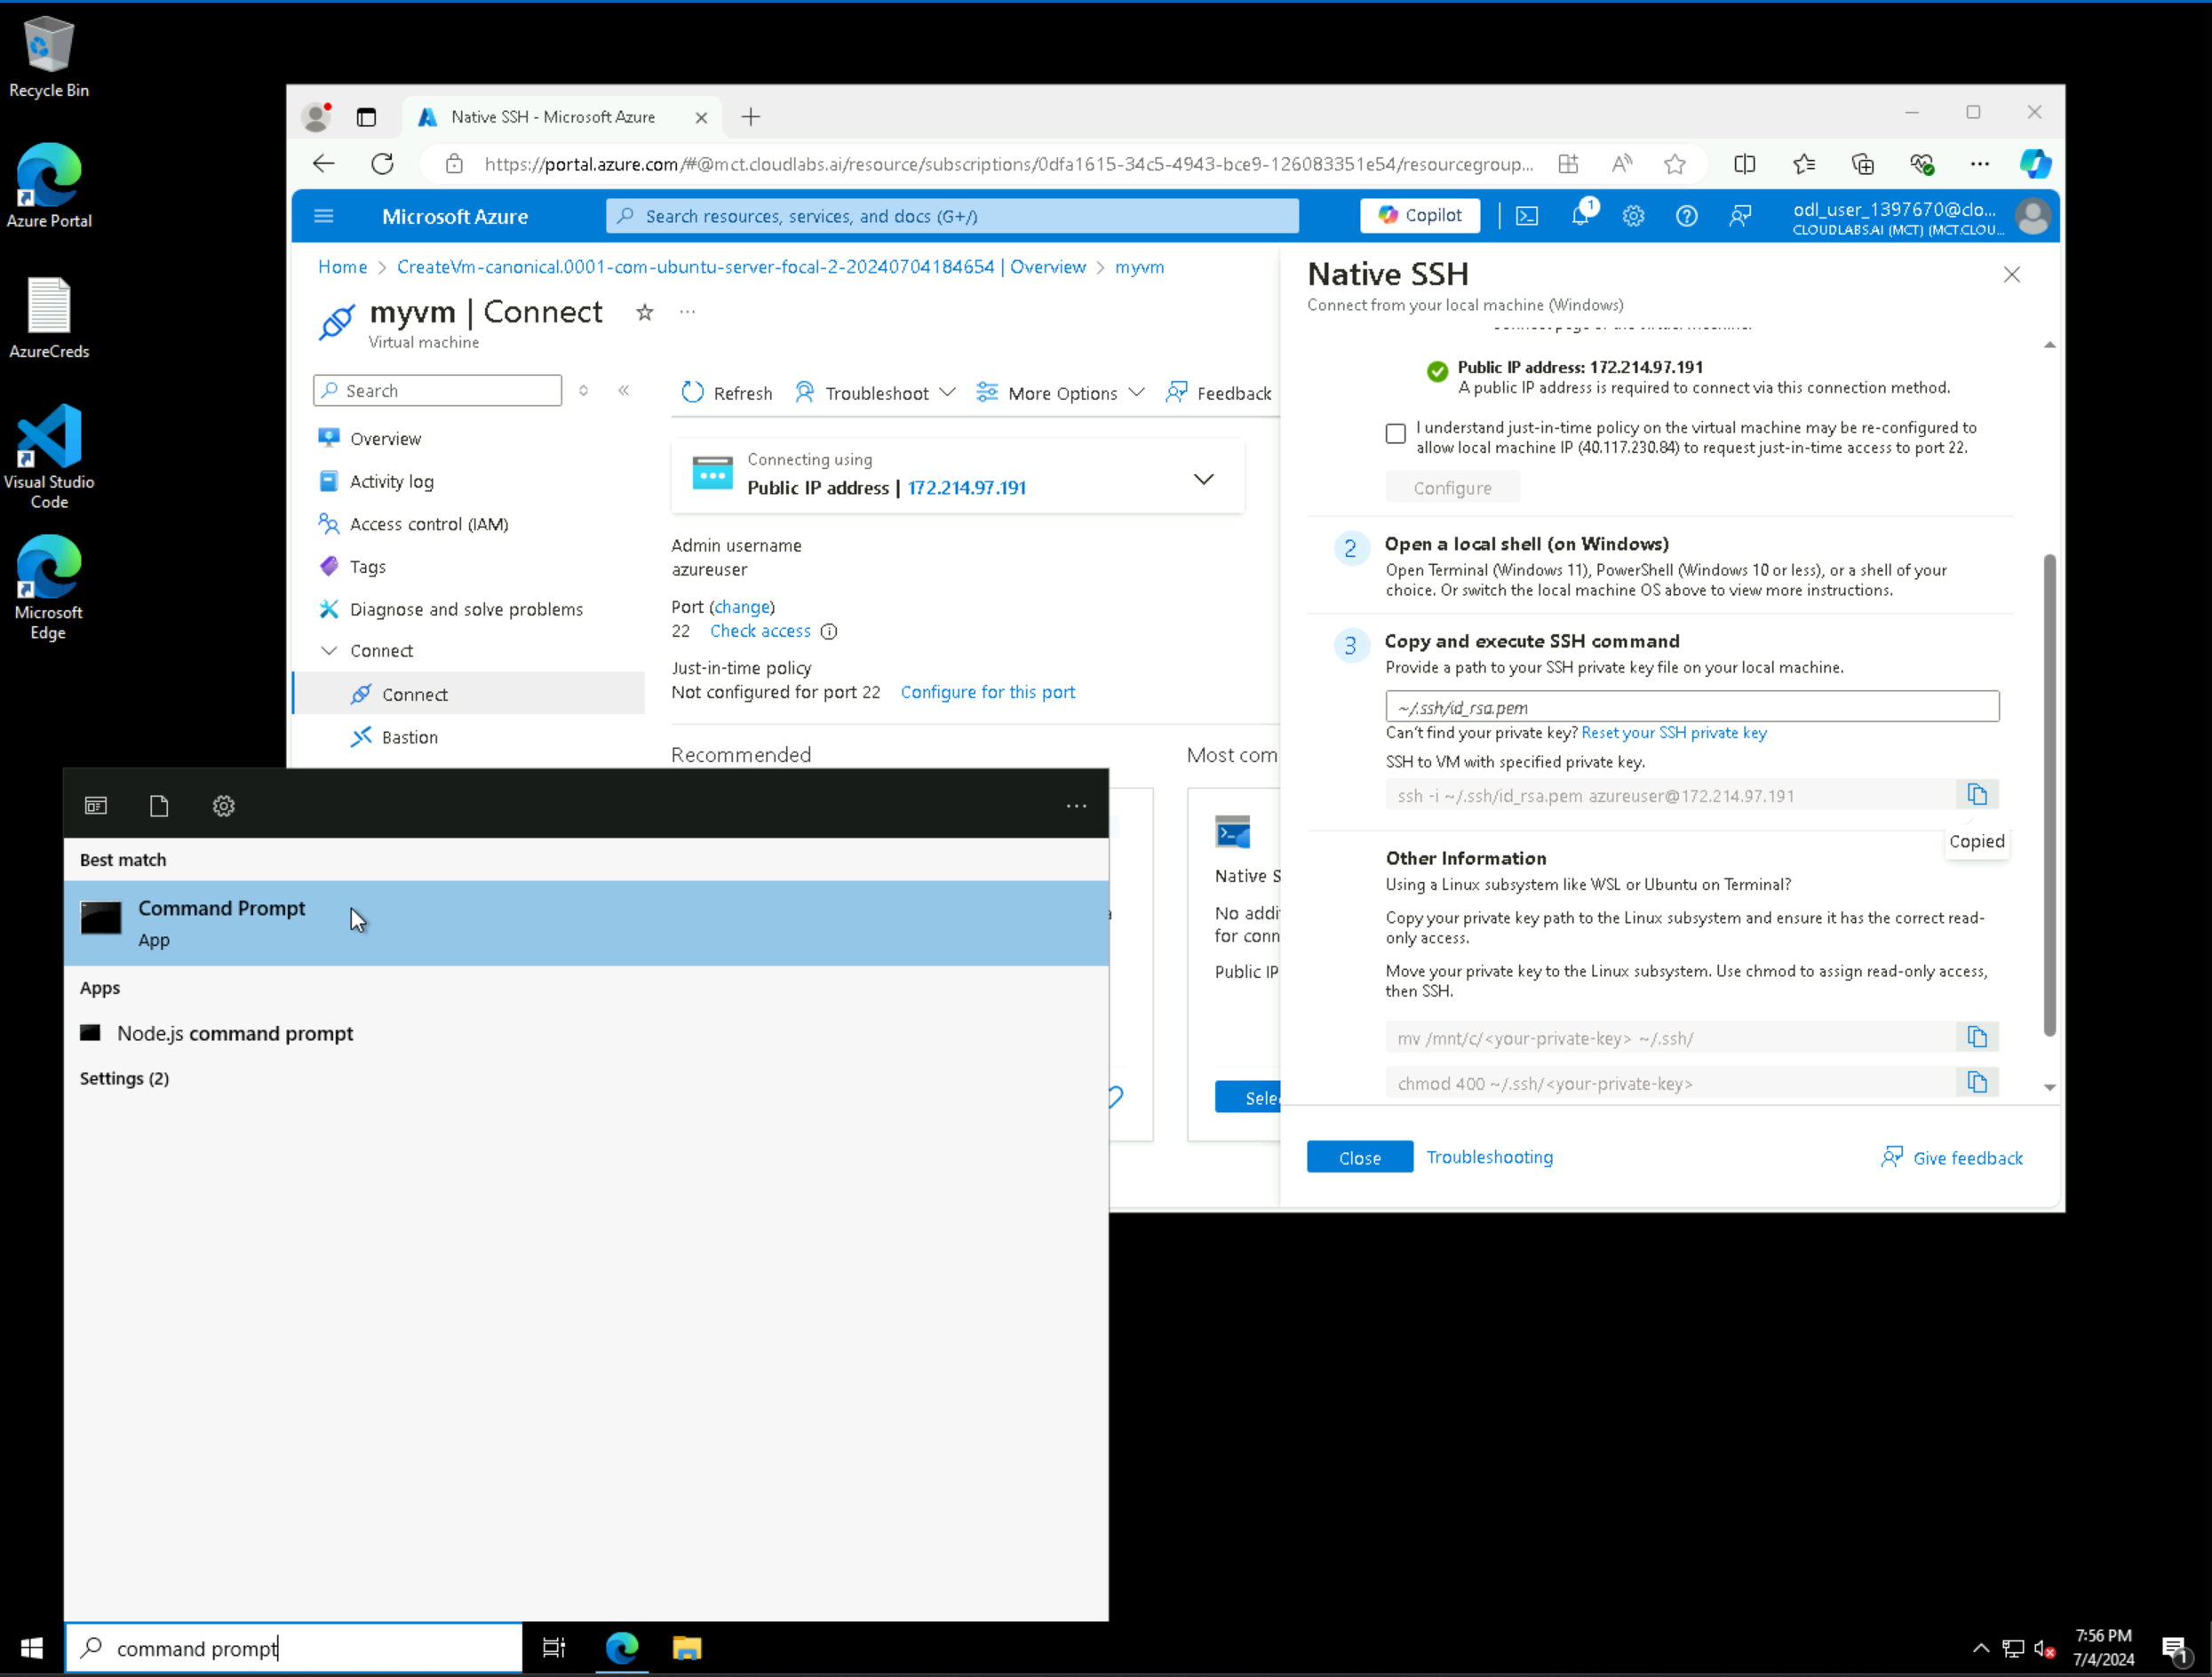 Recycle Bin
Azure Portal
AzureCreds
Visual Studio
Code
Microsoft
Edge
Native SSH - Microsoft Azure
https://portal.azure.com/#@mct.cloudlabs.ai/resource/subscriptions/0dfa1615-34c5-4943-bce9-126083351e54/resourcegroup...
Microsoft Azure
Search resources, services, and docs (G+/)
Copilot
1
odl_user_1397670@clo...
CLOUDLABS.AI (MCT) (MCT.CLOU...
Home > CreateVm-canonical.0001-com-ubuntu-server-focal-2-20240704184654 | Overview > myvm
myvm | Connect
Virtual machine
Search
Overview
Activity log
Access control (IAM)
Tags
Diagnose and solve problems
Connect
Connect
Bastion
Refresh
Troubleshoot
More Options
Feedback
Connecting using
Public IP address | 172.214.97.191
Admin username
azureuser
Port (change)
22 Check access
Just-in-time policy
Not configured for port 22 Configure for this port
Recommended
Most com
Native S
No addi
for conn
Public IP
Sele
Native SSH
Connect from your local machine (Windows)
Public IP address: 172.214.97.191
A public IP address is required to connect via this connection method.
I understand just-in-time policy on the virtual machine may be re-configured to
allow local machine IP (40.117.230.84) to request just-in-time access to port 22.
Configure
2 Open a local shell (on Windows)
Open Terminal (Windows 11), PowerShell (Windows 10 or less), or a shell of your
choice. Or switch the local machine OS above to view more instructions.
3 Copy and execute SSH command
Provide a path to your SSH private key file on your local machine.
~/.ssh/id_rsa.pem
Can't find your private key? Reset your SSH private key
SSH to VM with specified private key.
ssh -i ~/.ssh/id_rsa.pem azureuser@172.214.97.191
Copied
Other Information
Using a Linux subsystem like WSL or Ubuntu on Terminal?
Copy your private key path to the Linux subsystem and ensure it has the correct read-
only access.
Move your private key to the Linux subsystem. Use chmod to assign read-only access,
then SSH.
mv /mnt/c/<your-private-key> ~/.ssh/
chmod 400 ~/.ssh/<your-private-key>
Close
Troubleshooting
Give feedback
Best match
Command Prompt
App
Apps
Node.js command prompt
Settings (2)
command prompt
7:56 PM
7/4/2024
1